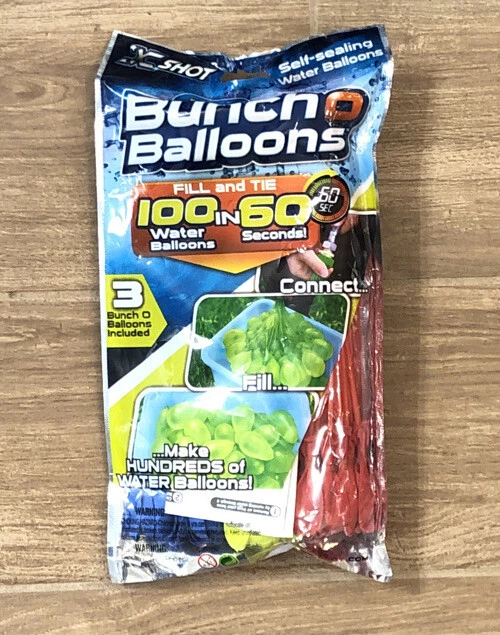 X SHOT
Self-sealing
Water Balloons
Bunch O
Balloons
FILL and TIE
100 IN 60
Water Balloons
Seconds!
60
SEC
Connect...
3
Bunch O
Balloons
Included
Fill...
...Make
HUNDREDS of
WATER Balloons!
WARNING
WARNING